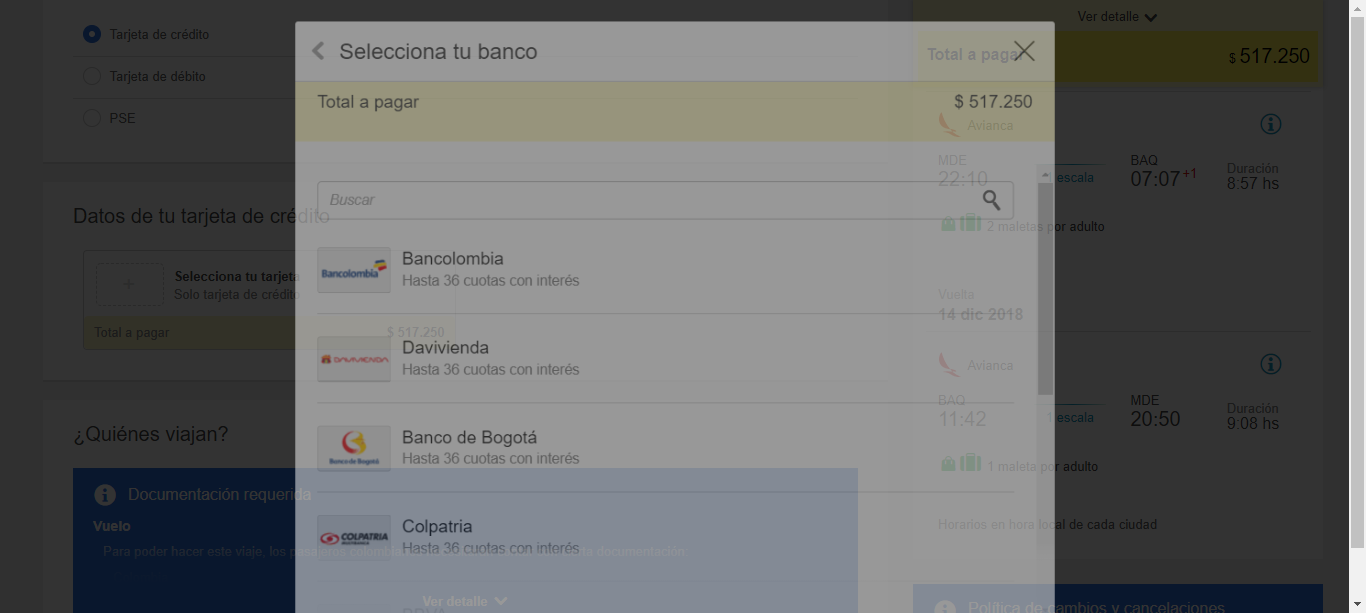 Tarjeta de crédito
Tarjeta de débito
PSE
Datos de tu tarjeta de crédito
Selecciona tu tarjeta
Solo tarjeta de crédito
Total a pagar
$ 517.250
¿Quiénes viajan?
Documentación requerida
Vuelo
Para poder hacer este viaje, los pasajeros colombia
ta documentación:
Ver detalle
Selecciona tu banco
Total a pagar
$ 517.250
Buscar
Bancolombia
Bancolombia
Hasta 36 cuotas con interés
DAVIVIENDA
Davivienda
Hasta 36 cuotas con interés
Banco de Bogotá
Banco de Bogotá
Hasta 36 cuotas con interés
COLPATRIA
Colpatria
Hasta 36 cuotas con interés
BBVA
Ver detalle
Total a pagar
$ 517.250
Avianca
MDE
22:10
1 escala
BAQ
07:07 +1
Duración
8:57 hs
2 maletas por adulto
Vuelta
14 dic 2018
Avianca
BAQ
11:42
1 escala
MDE
20:50
Duración
9:08 hs
1 maleta por adulto
Horarios en hora local de cada ciudad
Política de cambios y cancelaciones